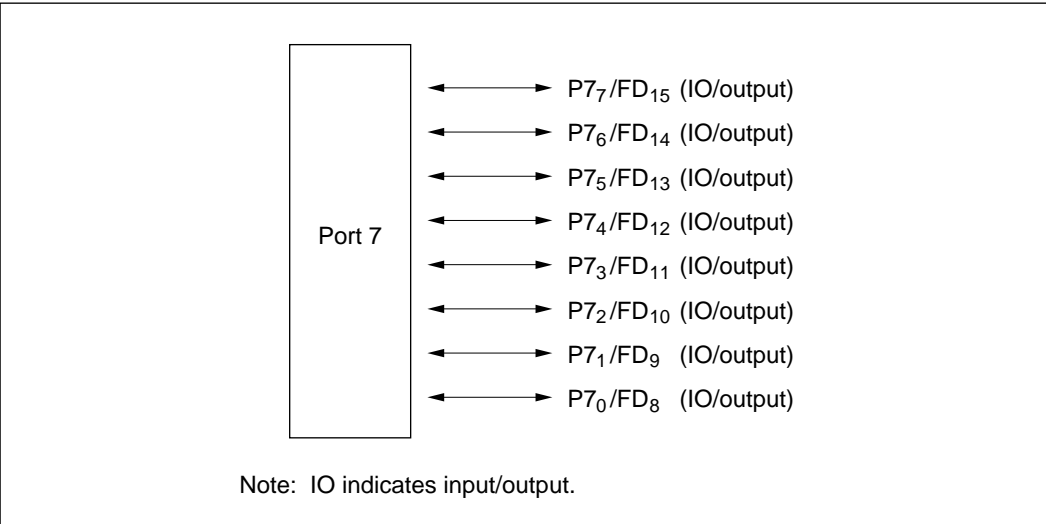 P7₇/FD₁₅ (IO/output)
P7₆/FD₁₄ (IO/output)
P7₅/FD₁₃ (IO/output)
P7₄/FD₁₂ (IO/output)
Port 7
P7₃/FD₁₁ (IO/output)
P7₂/FD₁₀ (IO/output)
P7₁/FD₉ (IO/output)
P7₀/FD₈ (IO/output)
Note: IO indicates input/output.